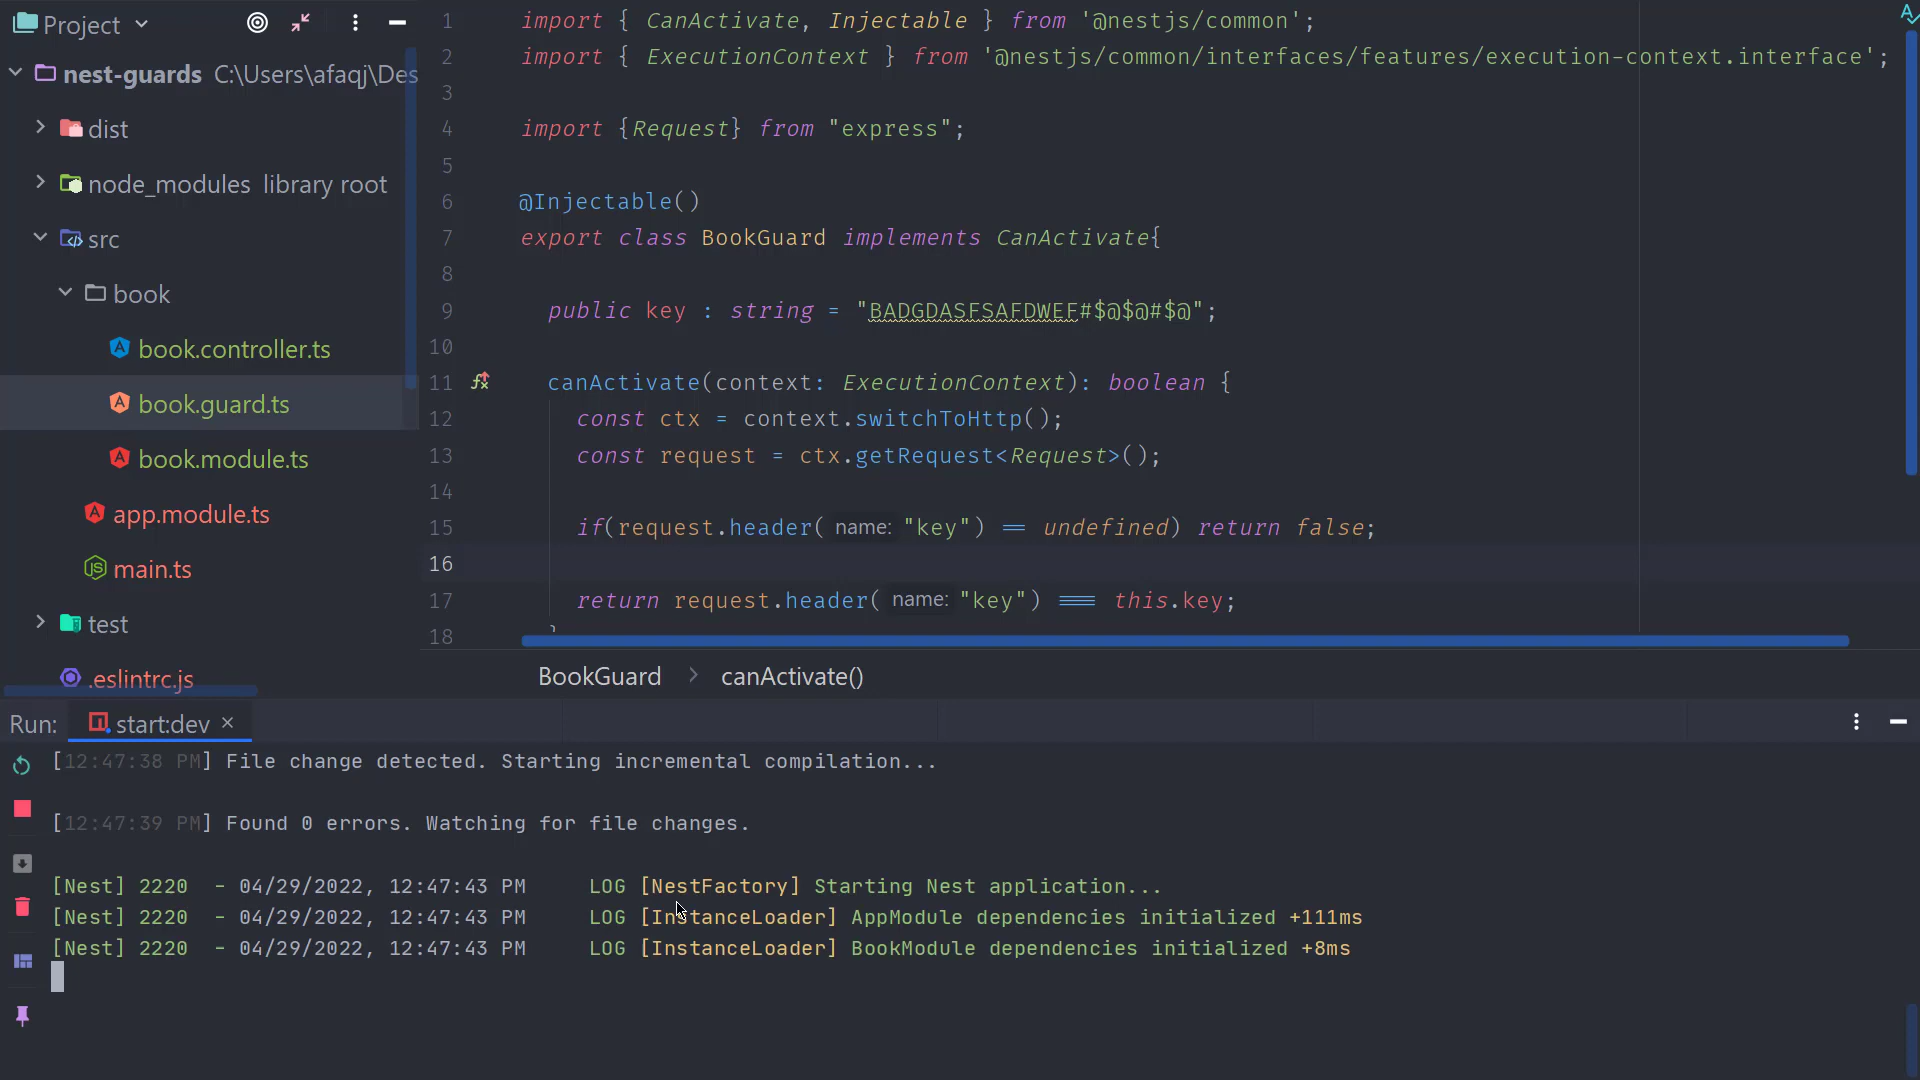 Project
nest-guards C:\Users\afaqj\Des
dist
node_modules library root
src
book
book.controller.ts
book.guard.ts
book.module.ts
app.module.ts
main.ts
test
.eslintrc.js
1 import { CanActivate, Injectable } from '@nestjs/common';
2 import { ExecutionContext } from '@nestjs/common/interfaces/features/execution-context.interface';
3
4 import {Request} from "express";
5
6 @Injectable()
7 export class BookGuard implements CanActivate{
8
9 public key : string = "BADGDASFSAFDWEF#$@$@#$@";
10
11 canActivate(context: ExecutionContext): boolean {
12 const ctx = context.switchToHttp();
13 const request = ctx.getRequest<Request>();
14
15 if(request.header( name: "key") == undefined) return false;
16
17 return request.header( name: "key") === this.key;
18 }
BookGuard > canActivate()
Run: start:dev ×
[12:47:38 PM] File change detected. Starting incremental compilation...
[12:47:39 PM] Found 0 errors. Watching for file changes.
[Nest] 2220 - 04/29/2022, 12:47:43 PM LOG [NestFactory] Starting Nest application...
[Nest] 2220 - 04/29/2022, 12:47:43 PM LOG [InstanceLoader] AppModule dependencies initialized +111ms
[Nest] 2220 - 04/29/2022, 12:47:43 PM LOG [InstanceLoader] BookModule dependencies initialized +8ms